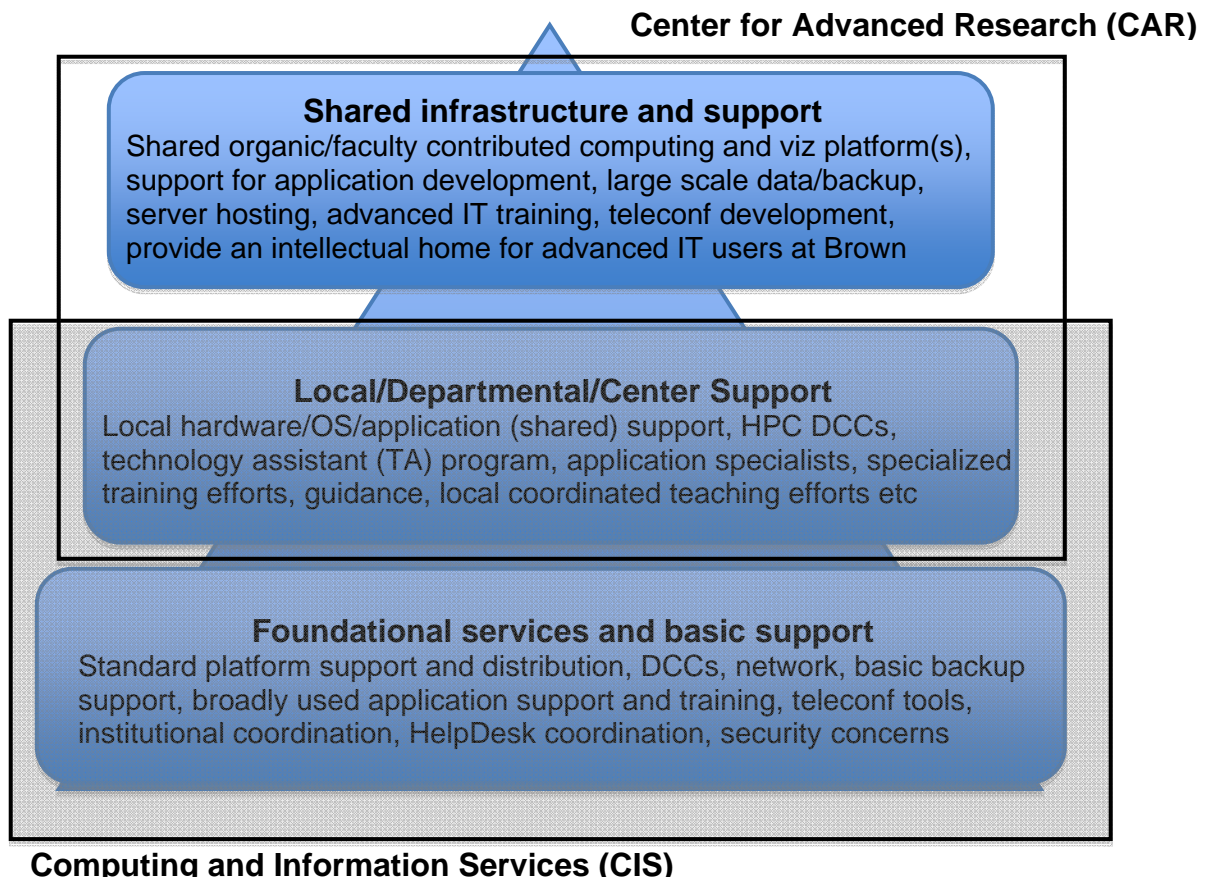 Center for Advanced Research (CAR)
Shared infrastructure and support
Shared organic/faculty contributed computing and viz platform(s),
support for application development, large scale data/backup,
server hosting, advanced IT training, teleconf development,
provide an intellectual home for advanced IT users at Brown
Local/Departmental/Center Support
Local hardware/OS/application (shared) support, HPC DCCs,
technology assistant (TA) program, application specialists, specialized
training efforts, guidance, local coordinated teaching efforts etc
Foundational services and basic support
Standard platform support and distribution, DCCs, network, basic backup
support, broadly used application support and training, teleconf tools,
institutional coordination, HelpDesk coordination, security concerns
Computing and Information Services (CIS)